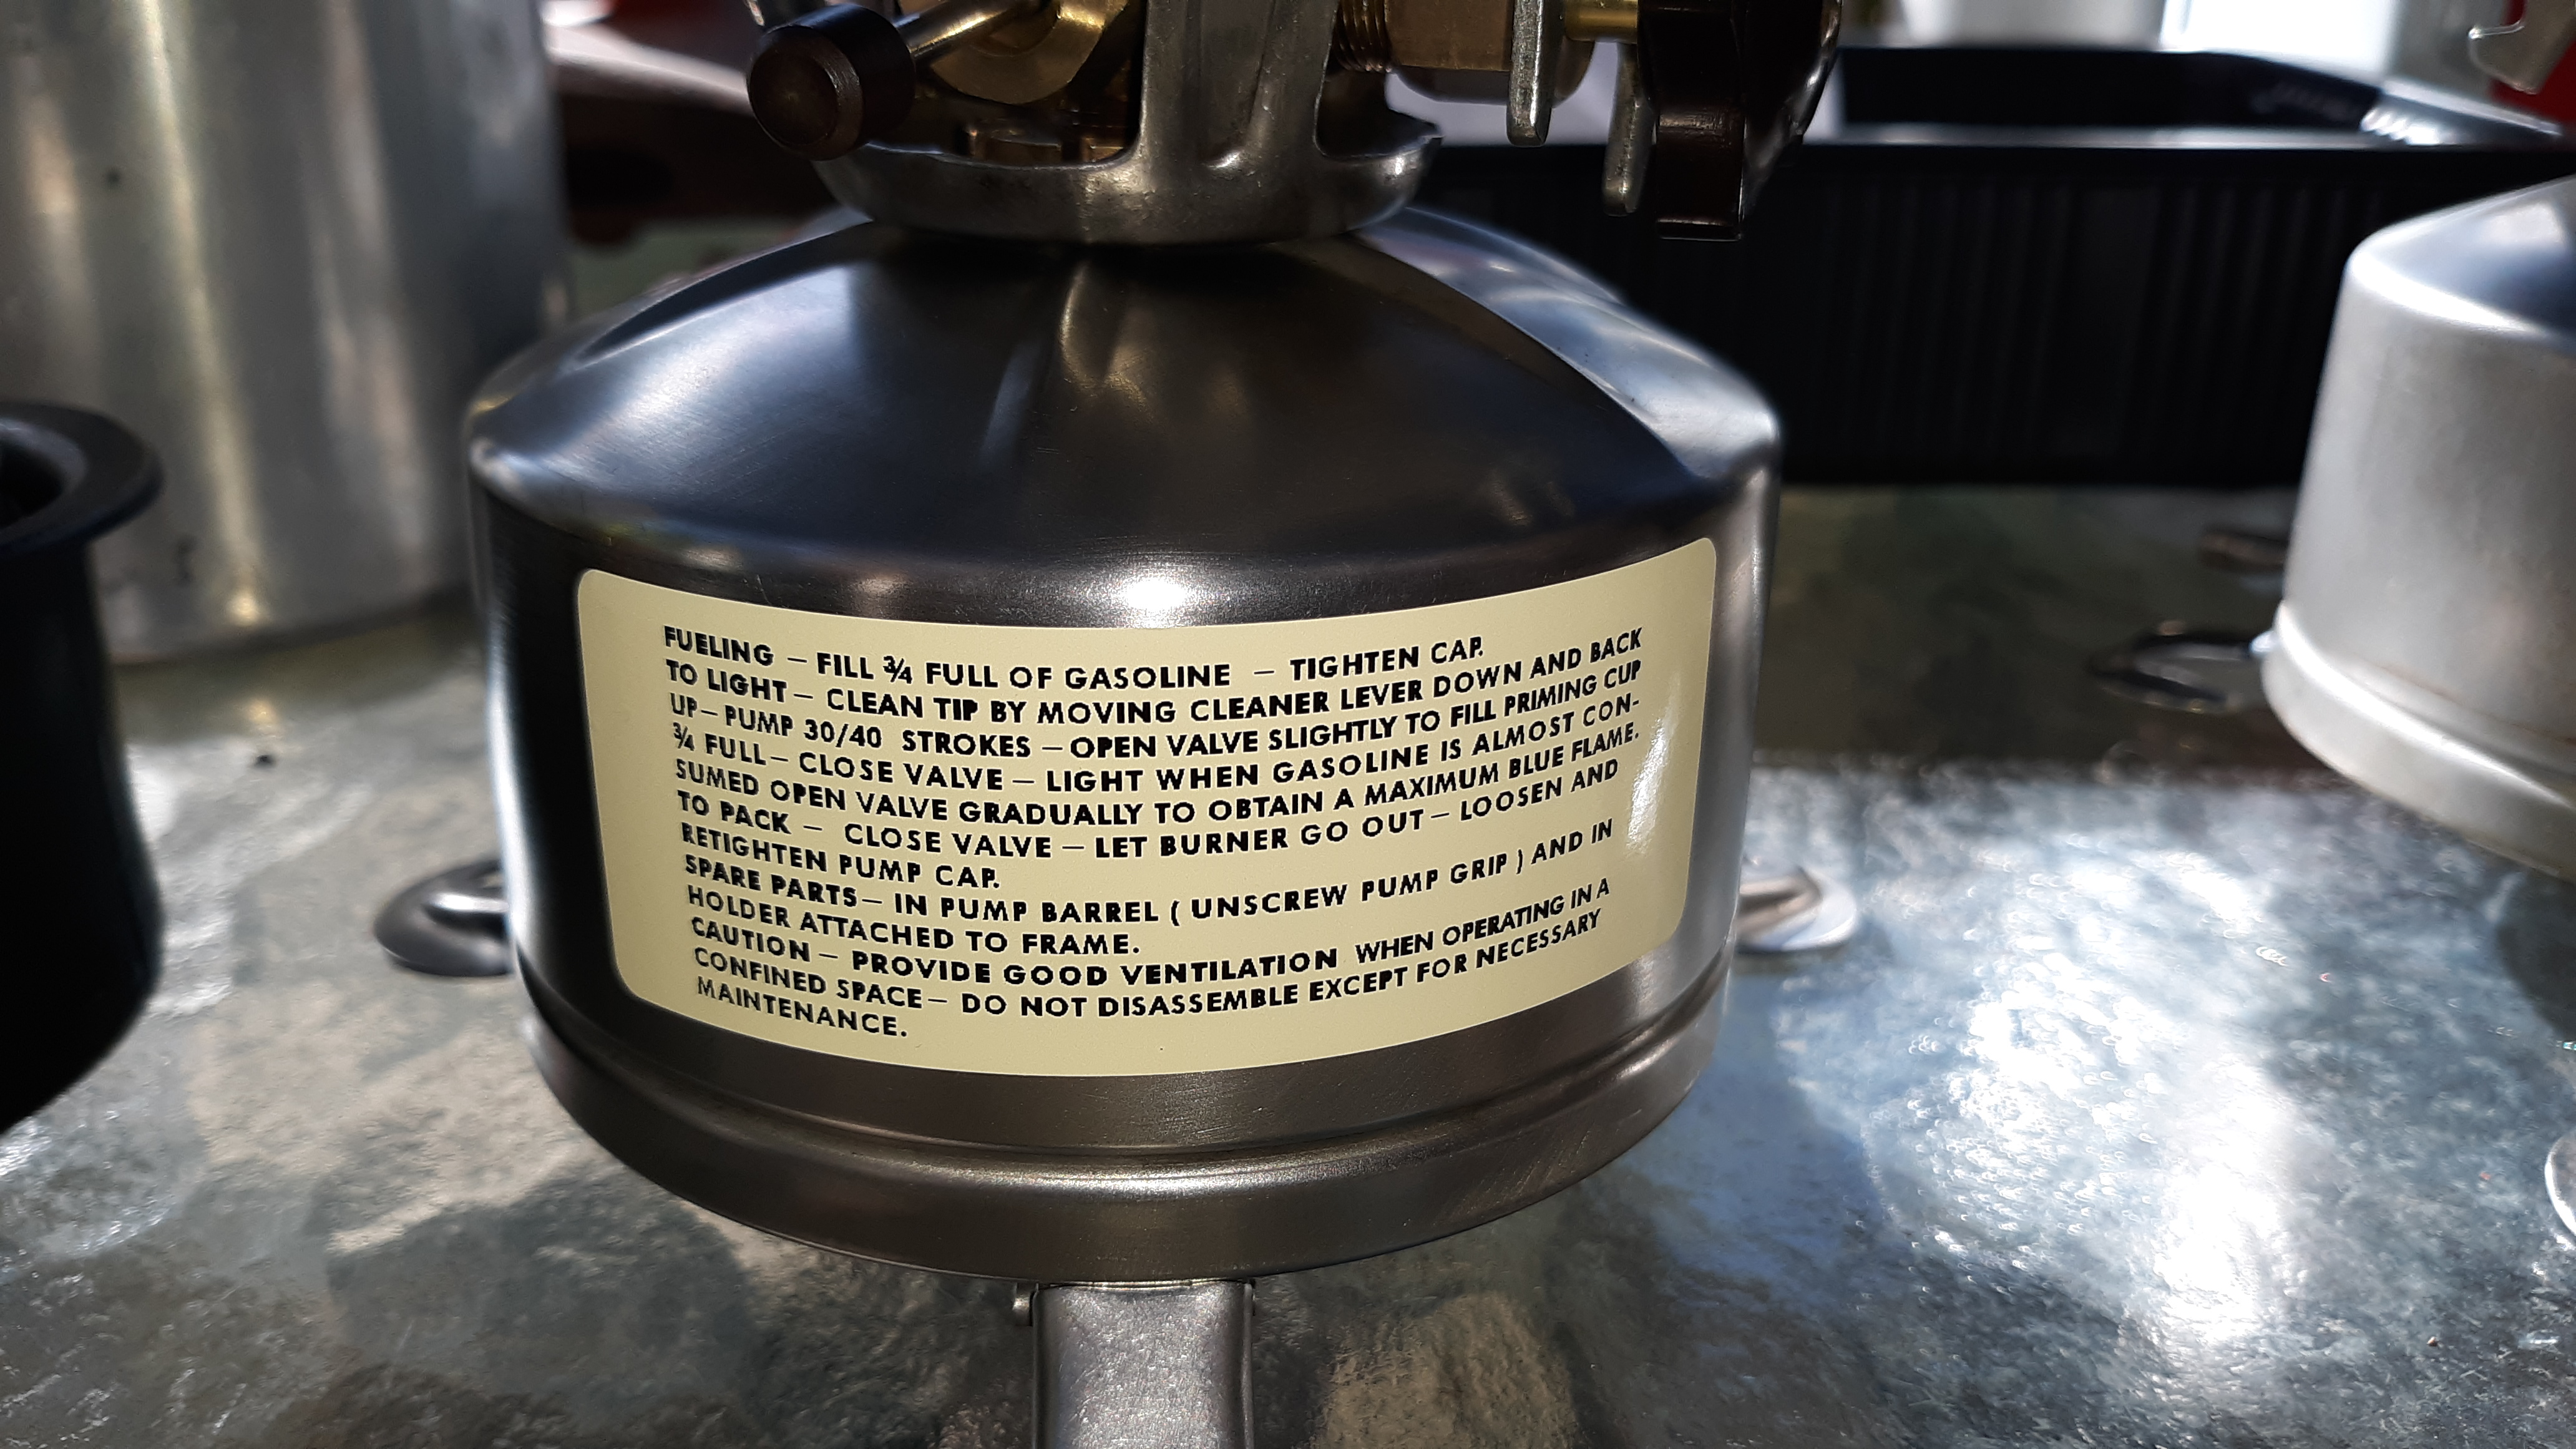 FUELING — FILL ¾ FULL OF GASOLINE — TIGHTEN CAP.
TO LIGHT — CLEAN TIP BY MOVING CLEANER LEVER DOWN AND BACK
UP — PUMP 30/40 STROKES — OPEN VALVE SLIGHTLY TO FILL PRIMING CUP
¾ FULL — CLOSE VALVE — LIGHT WHEN GASOLINE IS ALMOST CON-
SUMED OPEN VALVE GRADUALLY TO OBTAIN A MAXIMUM BLUE FLAME.
TO PACK — CLOSE VALVE — LET BURNER GO OUT — LOOSEN AND
RETIGHTEN PUMP CAP.
SPARE PARTS — IN PUMP BARREL ( UNSCREW PUMP GRIP ) AND IN
HOLDER ATTACHED TO FRAME.
CAUTION — PROVIDE GOOD VENTILATION WHEN OPERATING IN A
CONFINED SPACE — DO NOT DISASSEMBLE EXCEPT FOR NECESSARY
MAINTENANCE.